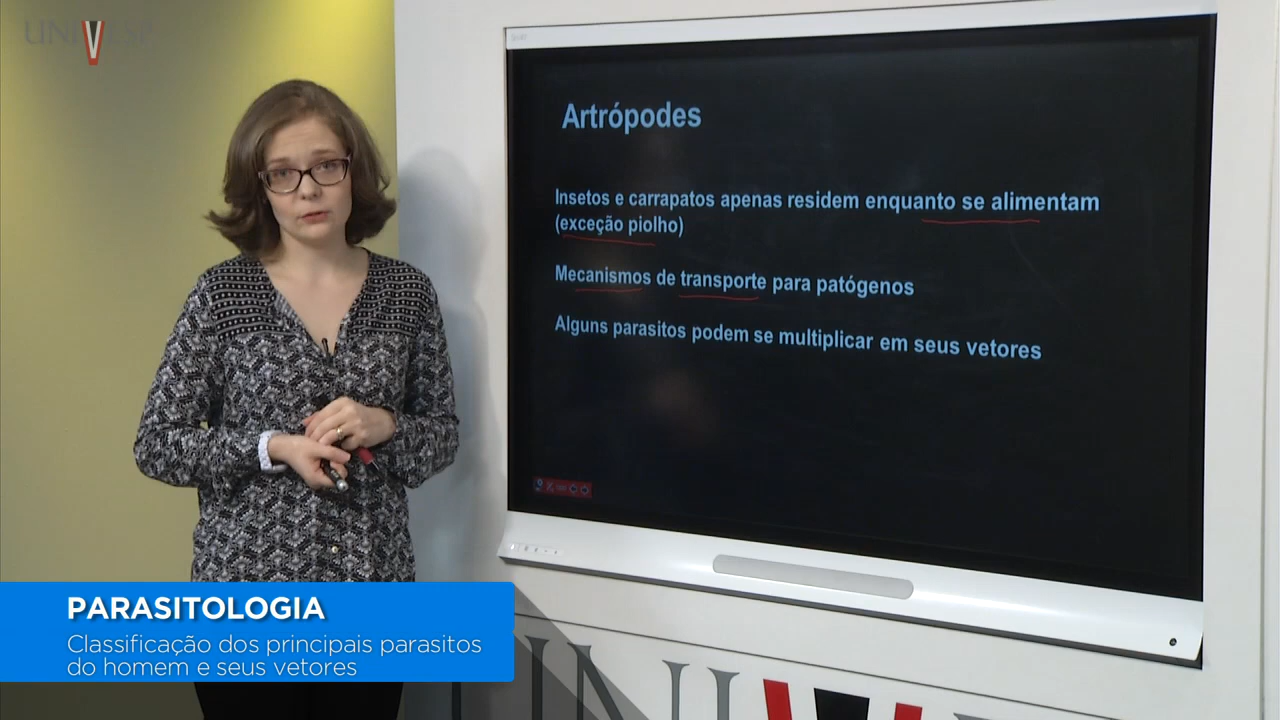 UNIVESP
Artrópodes
Insetos e carrapatos apenas residem enquanto se alimentam
(exceção piolho)
Mecanismos de transporte para patógenos
Alguns parasitos podem se multiplicar em seus vetores
PARASITOLOGIA
Classificação dos principais parasitos
do homem e seus vetores